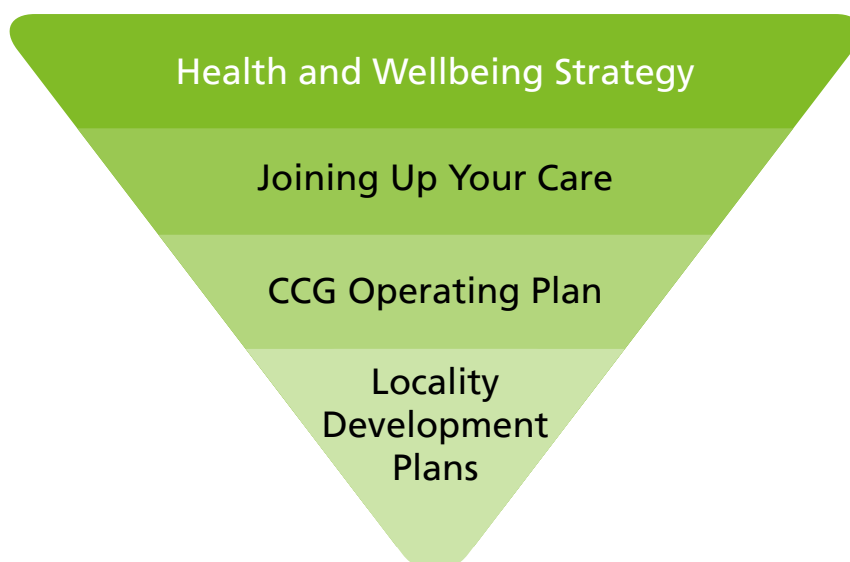 Health and Wellbeing Strategy
Joining Up Your Care
CCG Operating Plan
Locality
Development
Plans